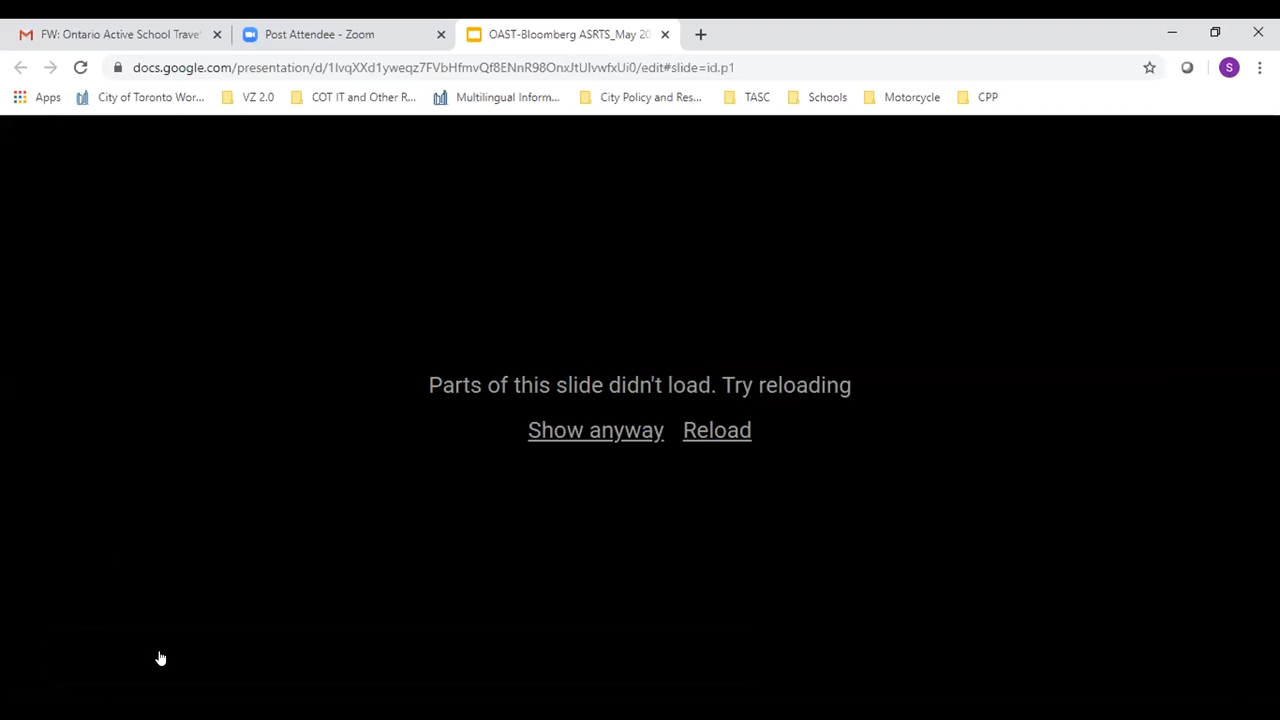 FW: Ontario Active School Trave
Post Attendee - Zoom
OAST-Bloomberg ASRTS_May 20
docs.google.com/presentation/d/1IvqXXd1yweqz7FVbHfmvQf8ENnR98OnxJtUIvwfxUi0/edit#slide=id.p1
S
Apps
City of Toronto Wor...
VZ 2.0
COT IT and Other R...
Multilingual Inform...
City Policy and Res...
TASC
Schools
Motorcycle
CPP
Parts of this slide didn't load. Try reloading
Show anyway Reload